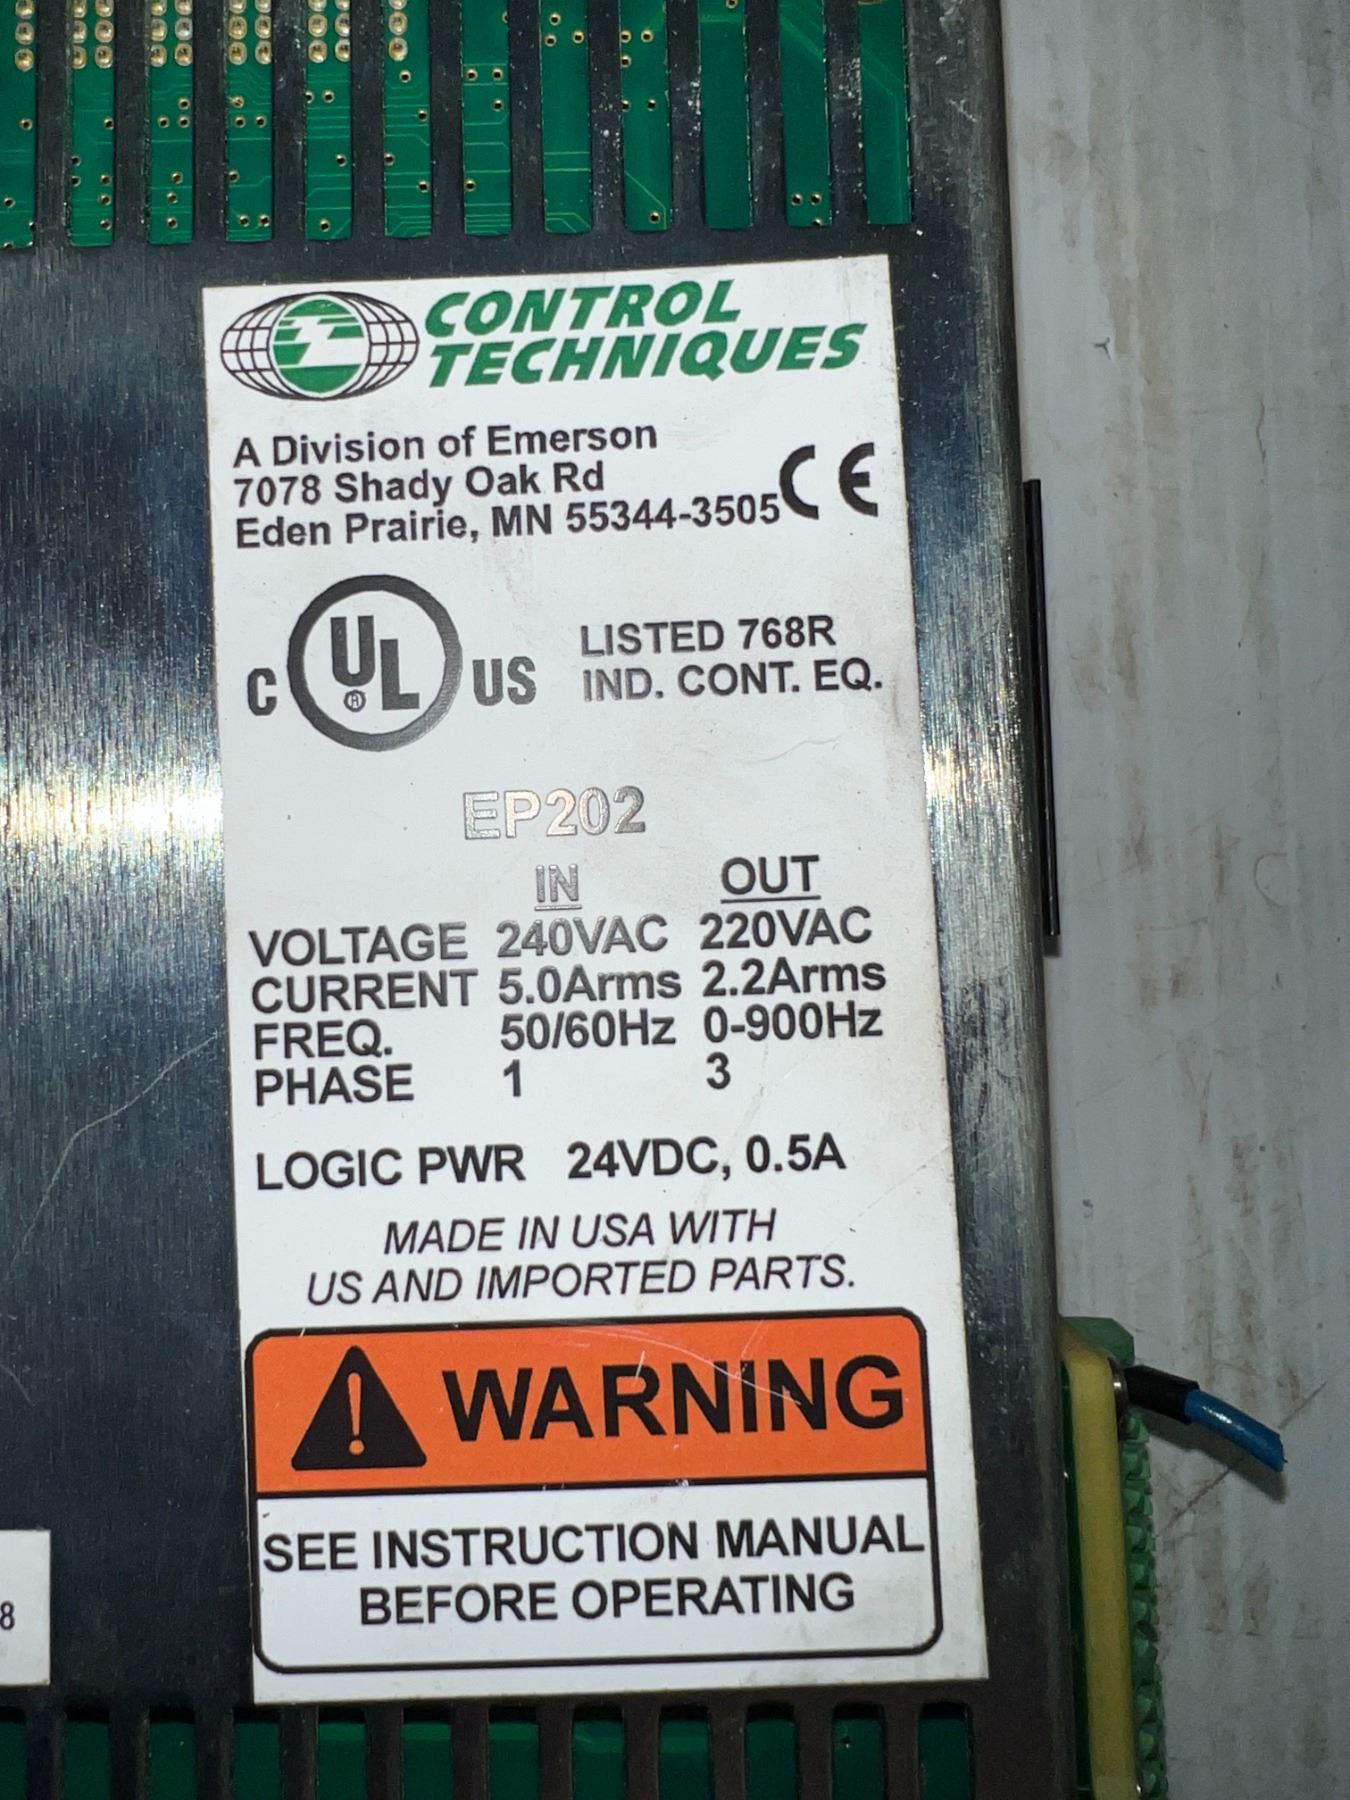 CONTROL
TECHNIQUES
A Division of Emerson
7078 Shady Oak Rd
Eden Prairie, MN 55344-3505 CE
C UL ® US
LISTED 768R
IND. CONT. EQ.
EP202
IN OUT
VOLTAGE 240VAC 220VAC
CURRENT 5.0Arms 2.2Arms
FREQ. 50/60Hz 0-900Hz
PHASE 1 3
LOGIC PWR 24VDC, 0.5A
MADE IN USA WITH
US AND IMPORTED PARTS.
! WARNING
SEE INSTRUCTION MANUAL
BEFORE OPERATING
8